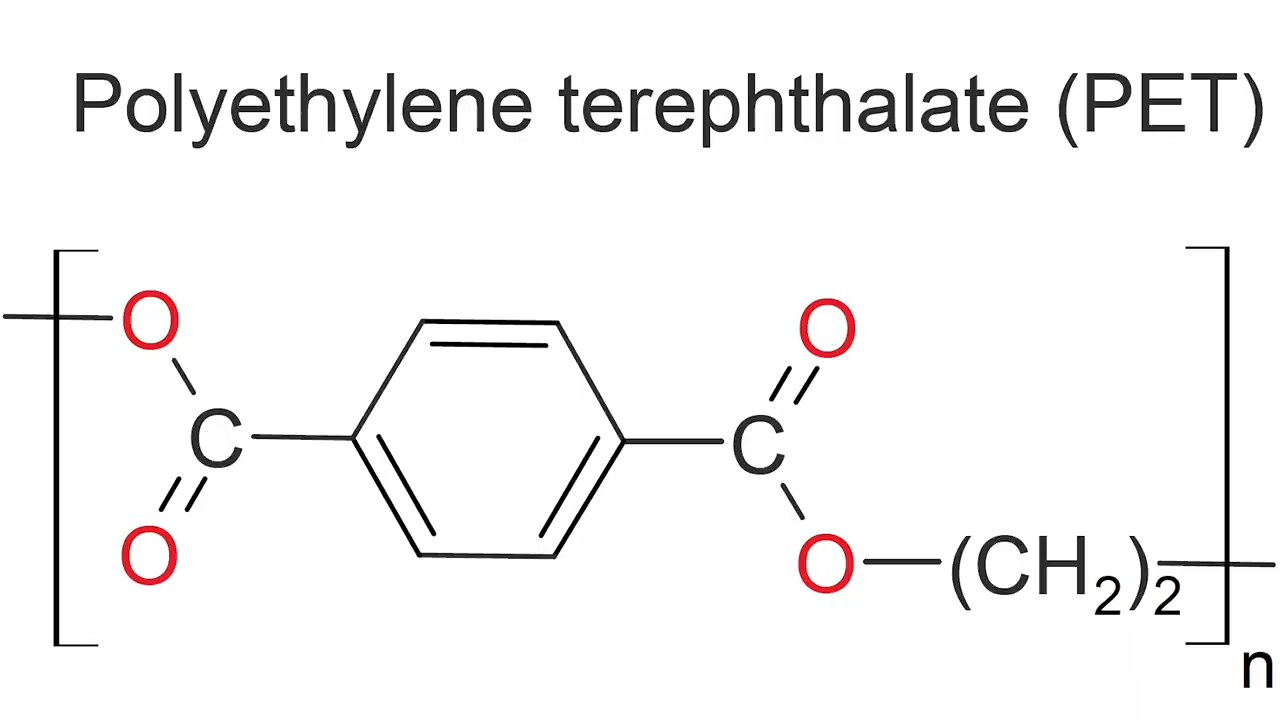 Polyethylene terephthalate (PET)
O O
C C
O O (CH2)2
n